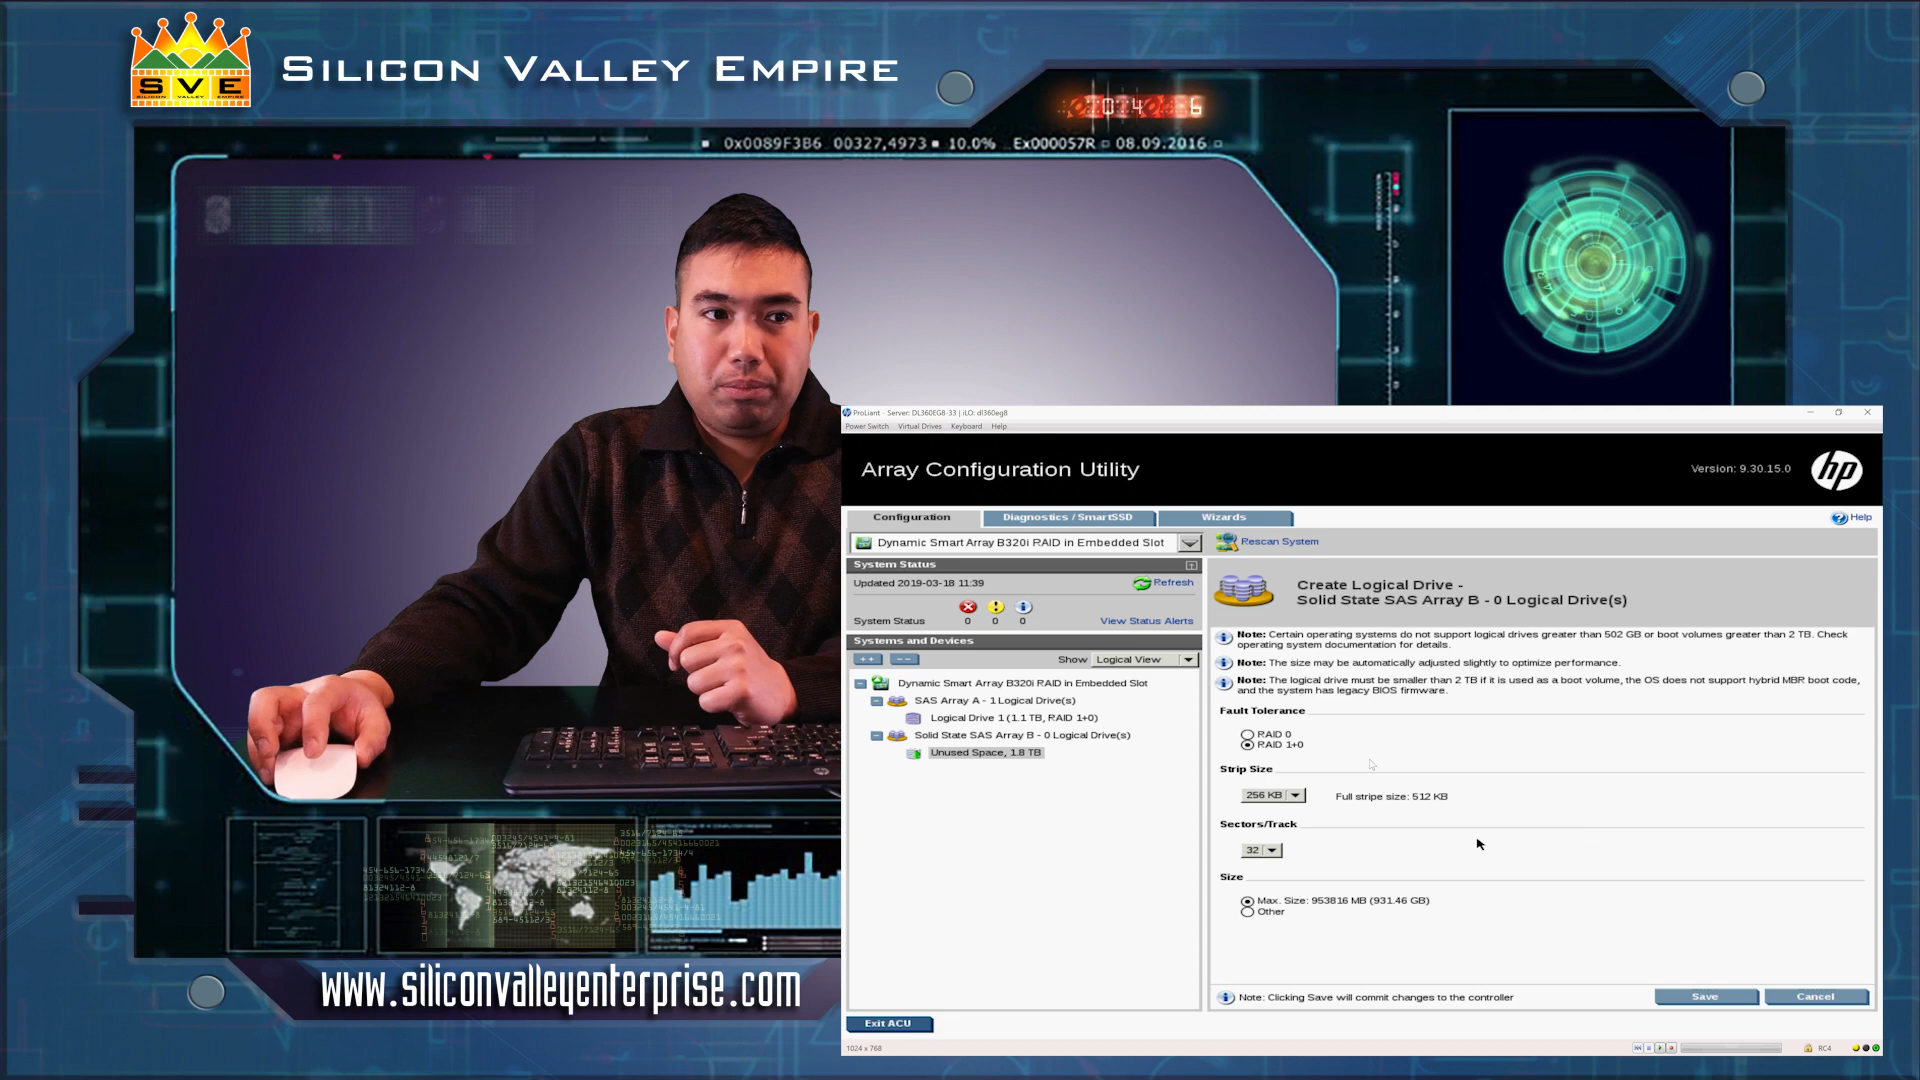 SVE
SILICON VALLEY EMPIRE
Silicon Valley Empire
0x0089F3B6 00327,4973 10.0% Ex000057R 08.09.2016
ProLiant - Server: DL360EG8-33 | iLO: dl360eg8
Power Switch Virtual Drives Keyboard Help
Array Configuration Utility
Version: 9.30.15.0
hp
Configuration
Diagnostics / SmartSSD
Wizards
Help
Dynamic Smart Array B320i RAID in Embedded Slot
Rescan System
System Status
Updated 2019-03-18 11:39
Refresh
System Status 0 0 0
View Status Alerts
Systems and Devices
Show Logical View
Dynamic Smart Array B320i RAID in Embedded Slot
SAS Array A - 1 Logical Drive(s)
Logical Drive 1 (1.1 TB, RAID 1+0)
Solid State SAS Array B - 0 Logical Drive(s)
Unused Space, 1.8 TB
Create Logical Drive -
Solid State SAS Array B - 0 Logical Drive(s)
Note: Certain operating systems do not support logical drives greater than 502 GB or boot volumes greater than 2 TB. Check
operating system documentation for details.
Note: The size may be automatically adjusted slightly to optimize performance.
Note: The logical drive must be smaller than 2 TB if it is used as a boot volume, the OS does not support hybrid MBR boot code,
and the system has legacy BIOS firmware.
Fault Tolerance
RAID 0
RAID 1+0
Strip Size
256 KB
Full stripe size: 512 KB
Sectors/Track
32
Size
Max. Size: 953816 MB (931.46 GB)
Other
Note: Clicking Save will commit changes to the controller
Save
Cancel
Exit ACU
1024 x 768
RC4
www.siliconvalleyenterprise.com